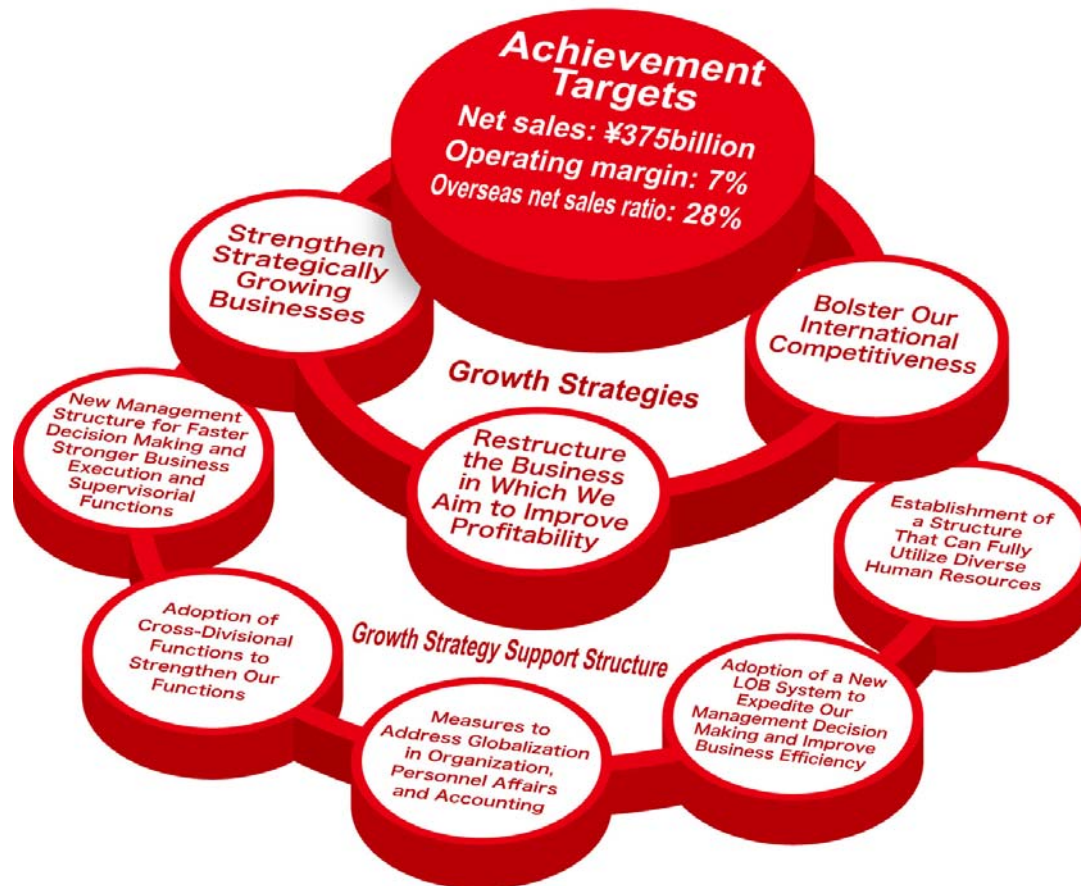 Achievement
Targets
Net sales: ¥375billion
Operating margin: 7%
Overseas net sales ratio: 28%
Strengthen
Strategically
Growing
Businesses
Bolster Our
International
Competitiveness
Growth Strategies
Restructure
the Business
in Which We
Aim to Improve
Profitability
New Management
Structure for Faster
Decision Making and
Stronger Business
Execution and
Supervisorial
Functions
Establishment of
a Structure
That Can Fully
Utilize Diverse
Human Resources
Growth Strategy Support Structure
Adoption of
Cross-Divisional
Functions to
Strengthen Our
Functions
Measures to
Address Globalization
in Organization,
Personnel Affairs
and Accounting
Adoption of a New
LOB System to
Expedite Our
Management Decision
Making and Improve
Business Efficiency